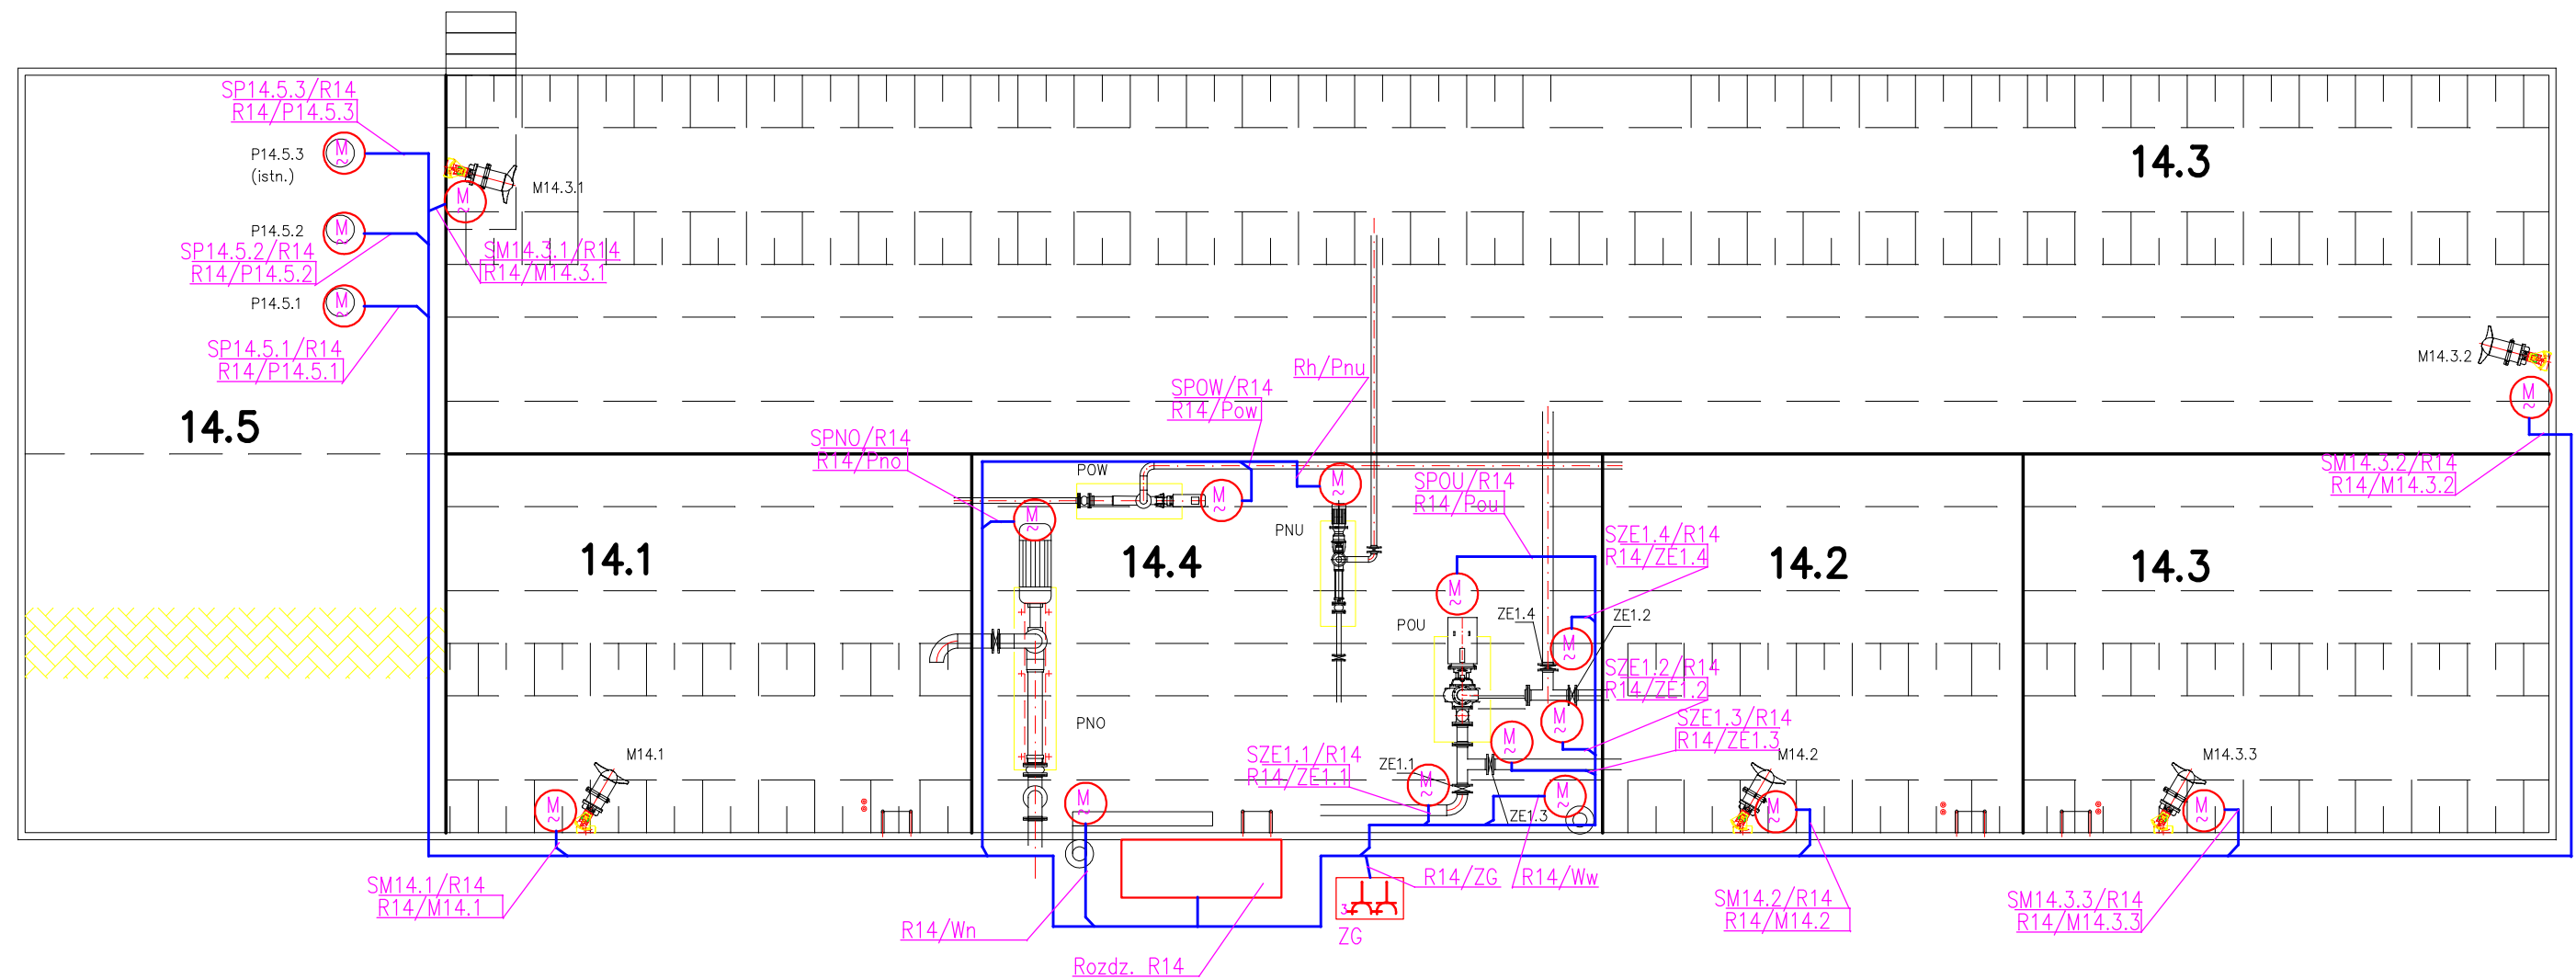 SP14.5.3/R14
R14/P14.5.3
P14.5.3
(istn.)
M
~
M
~
M14.3.1
14.3
P14.5.2
M
~
SP14.5.2/R14
R14/P14.5.2
SM14.3.1/R14
R14/M14.3.1
P14.5.1
M
~
SP14.5.1/R14
R14/P14.5.1
M14.3.2
M
~
14.5
Rh/Pnu
SPOW/R14
R14/Pow
SPNO/R14
R14/Pno
POW
M
~
M
~
M
~
PNU
SPOU/R14
R14/Pou
SM14.3.2/R14
R14/M14.3.2
14.1
14.4
SZE1.4/R14
R14/ZE1.4
14.2
14.3
M
~
ZE1.4
ZE1.2
POU
M
~
SZE1.2/R14
R14/ZE1.2
PNO
M
~
SZE1.3/R14
R14/ZE1.3
M
~
M14.1
SZE1.1/R14
R14/ZE1.1
ZE1.1
M14.2
M14.3.3
M
~
M
~
M
~
M
~
ZE1.3
M
~
M
~
SM14.1/R14
R14/M14.1
R14/Wn
Rozdz. R14
R14/ZG
R14/Ww
3
ZG
SM14.2/R14
R14/M14.2
SM14.3.3/R14
R14/M14.3.3